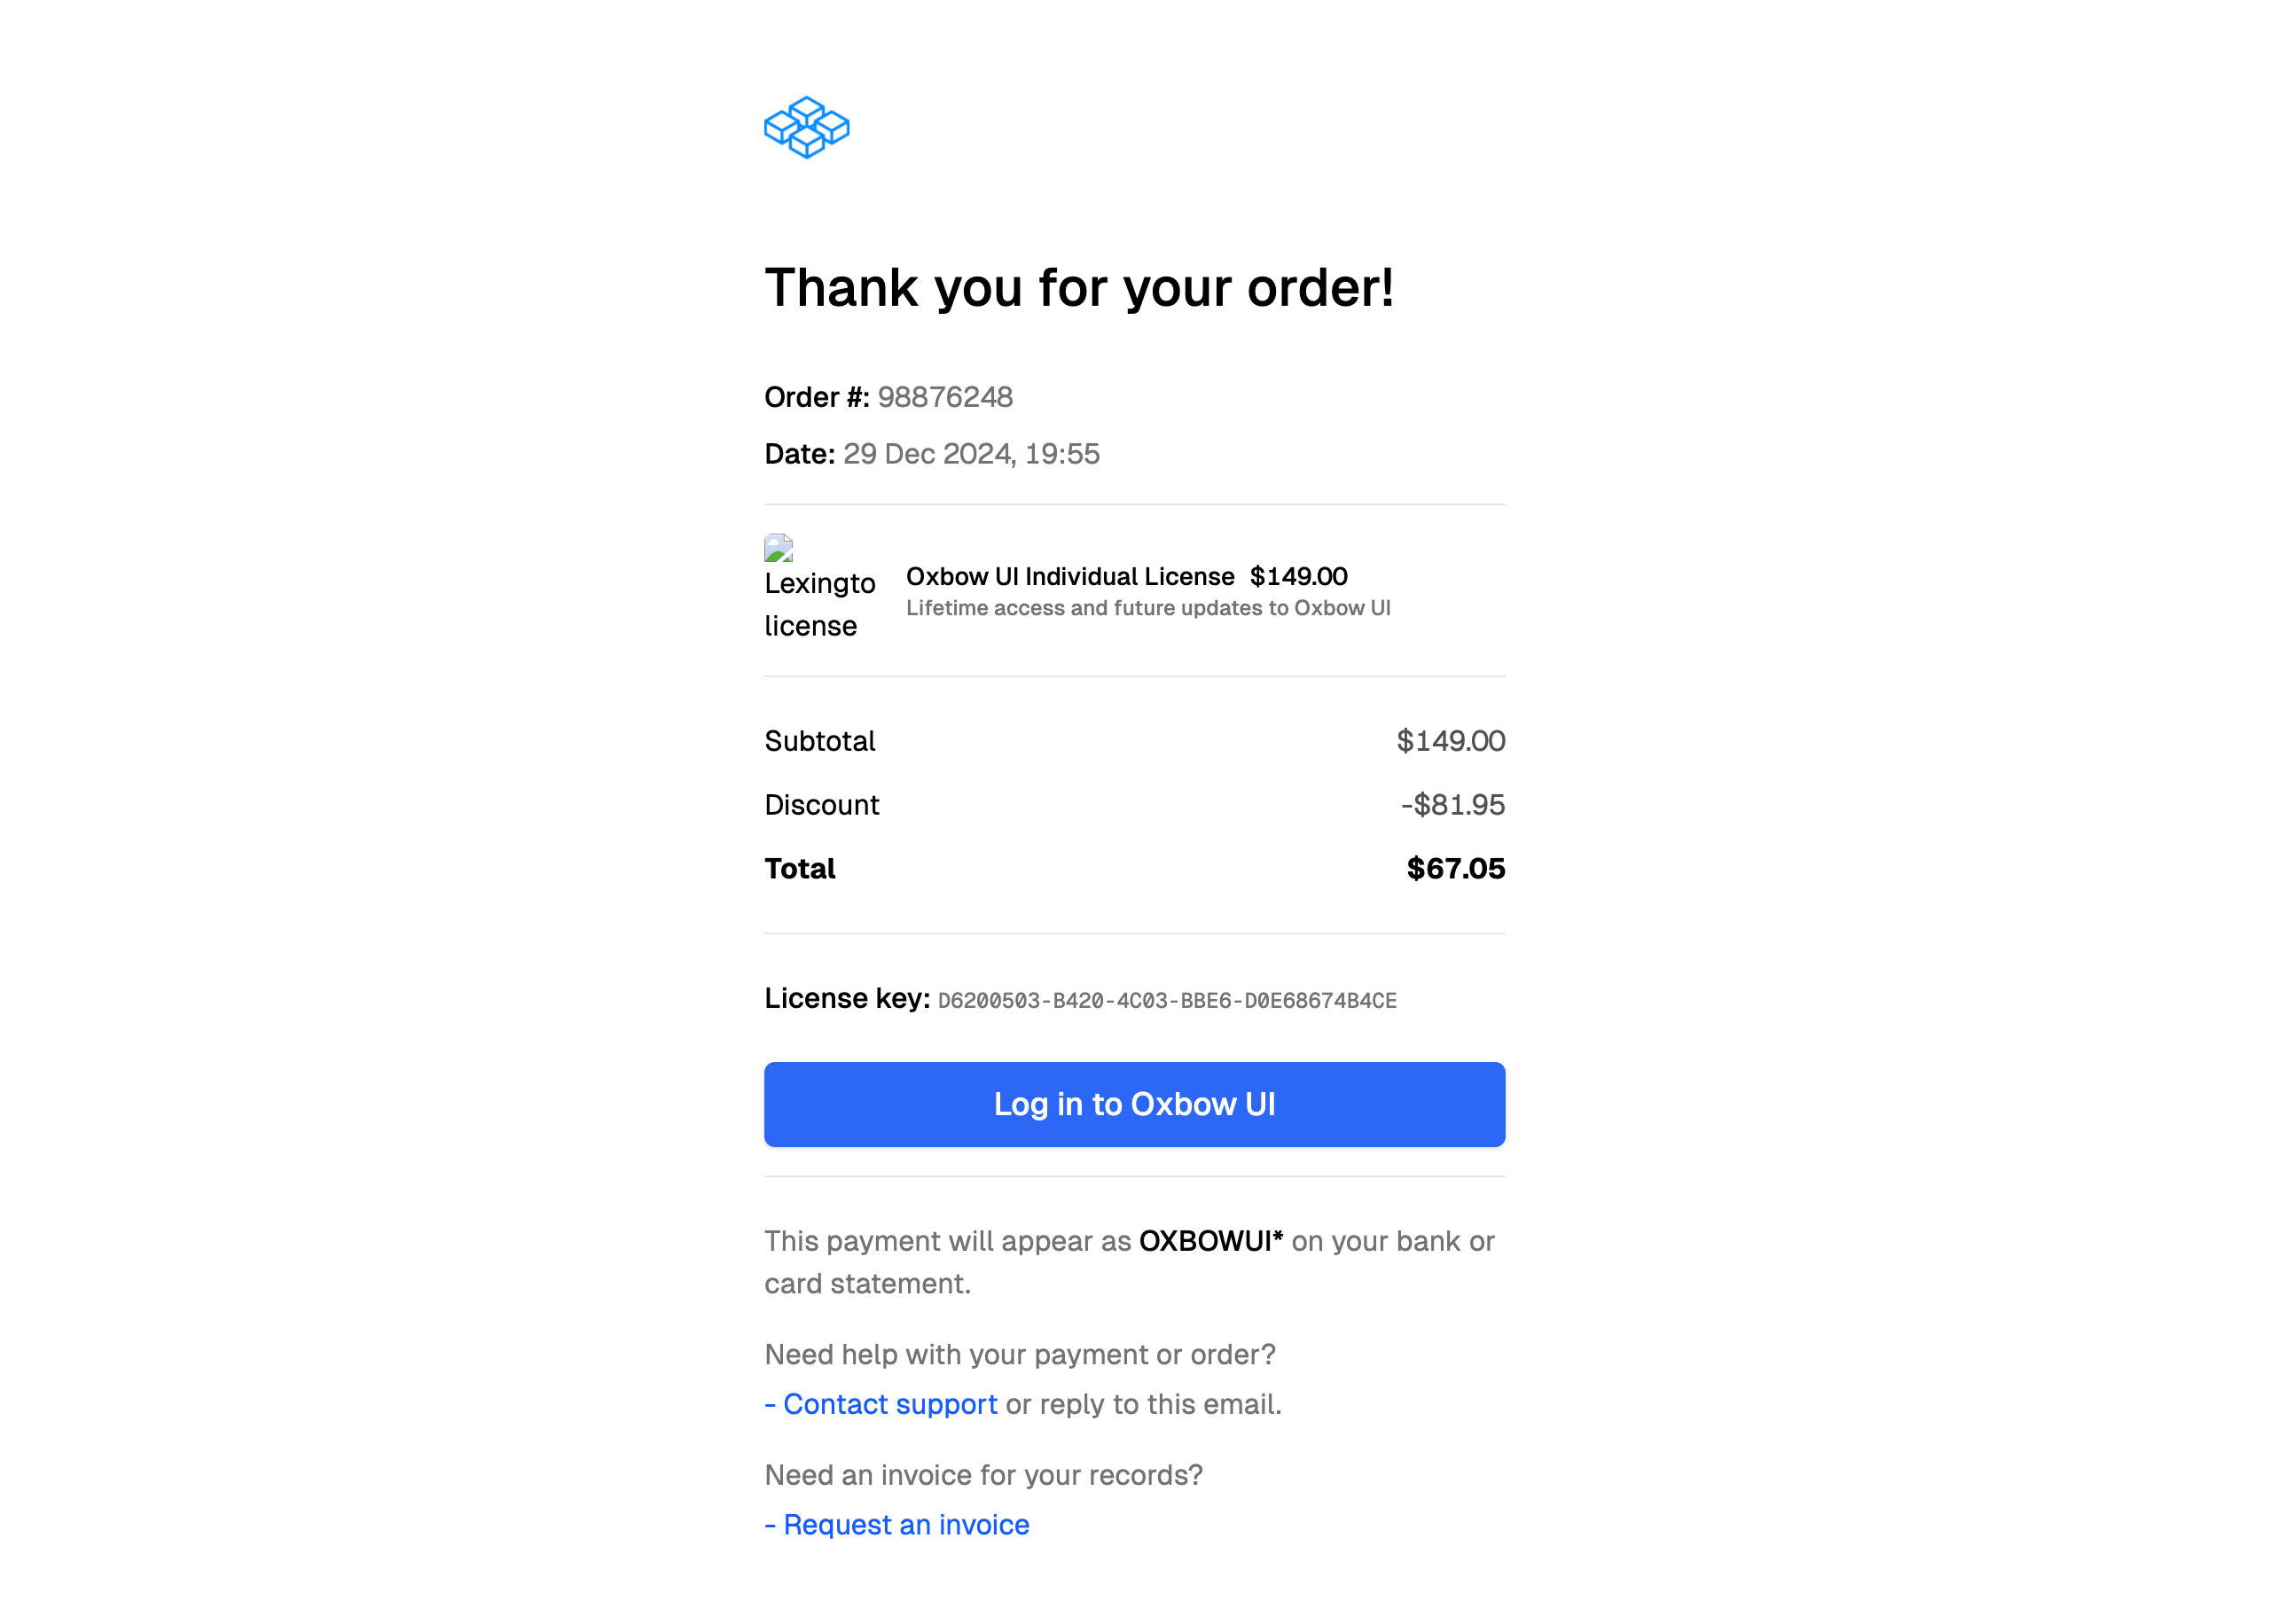 Thank you for your order!
Order #: 98876248
Date: 29 Dec 2024, 19:55
Lexingto
license
Oxbow UI Individual License $149.00
Lifetime access and future updates to Oxbow UI
Subtotal $149.00
Discount -$81.95
Total $67.05
License key: D6200503-B420-4C03-BBE6-D0E68674B4CE
Log in to Oxbow UI
This payment will appear as OXBOWUI* on your bank or
card statement.
Need help with your payment or order?
- Contact support or reply to this email.
Need an invoice for your records?
- Request an invoice